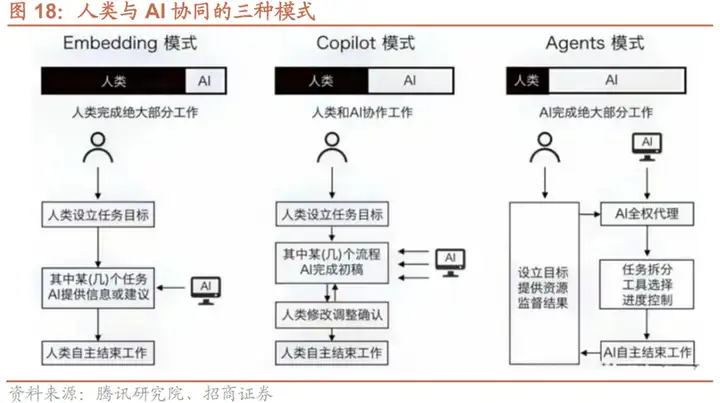 图 18：人类与 AI 协同的三种模式
Embedding 模式
人类
AI
人类完成绝大部分工作
人类设立任务目标
其中某(几)个任务
AI提供信息或建议
AI
人类自主结束工作
Copilot 模式
人类
AI
人类和AI协作工作
人类设立任务目标
其中某(几)个流程
AI完成初稿
AI
人类修改调整确认
人类自主结束工作
Agents 模式
人类
AI
AI完成绝大部分工作
AI
设立目标
提供资源
监督结果
AI全权代理
任务拆分
工具选择
进度控制
AI自主结束工作
资料来源：腾讯研究院、招商证券